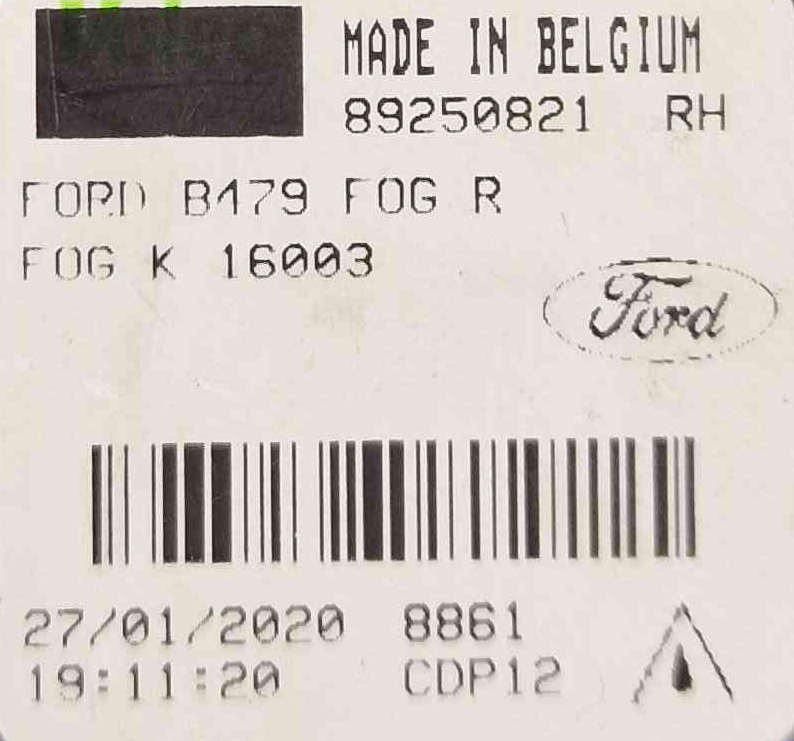 MADE IN BELGIUM
89250821 RH
FORD B479 FOG R
FOG K 16003
Ford
27/01/2020 8861
19:11:20 CDP12